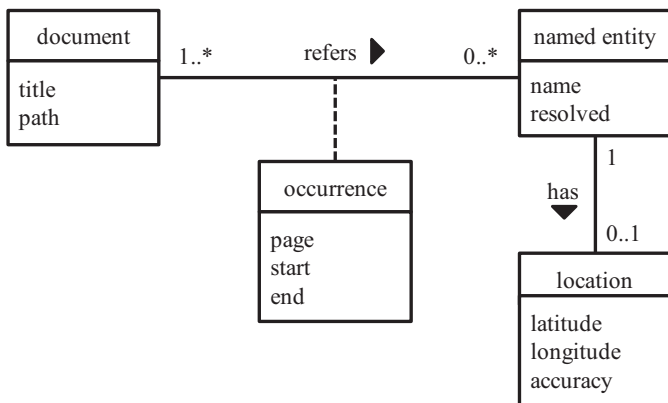 document
title
path
1..*
refers
0..*
named entity
name
resolved
occurrence
page
start
end
1
has
0..1
location
latitude
longitude
accuracy